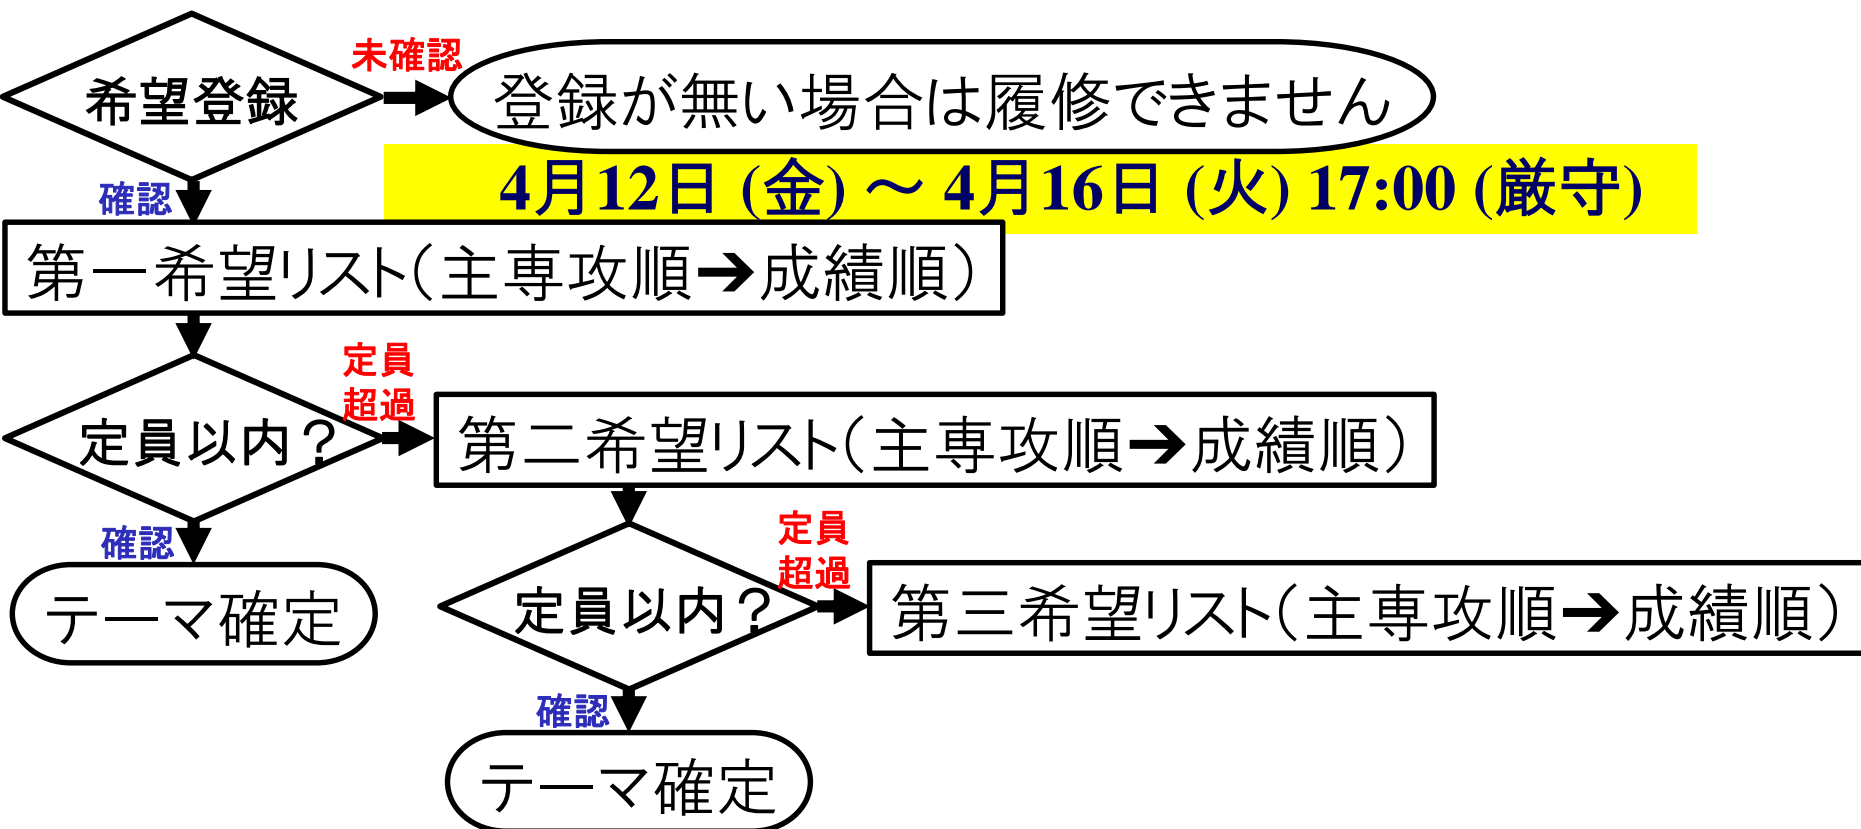 希望登録
未確認
登録が無い場合は履修できません
4月12日 (金) ～ 4月16日 (火) 17:00 (厳守)
確認
第一希望リスト（主専攻順➔成績順）
定員以内？
定員
超過
第二希望リスト（主専攻順➔成績順）
確認
テーマ確定
定員以内？
定員
超過
第三希望リスト（主専攻順➔成績順）
確認
テーマ確定